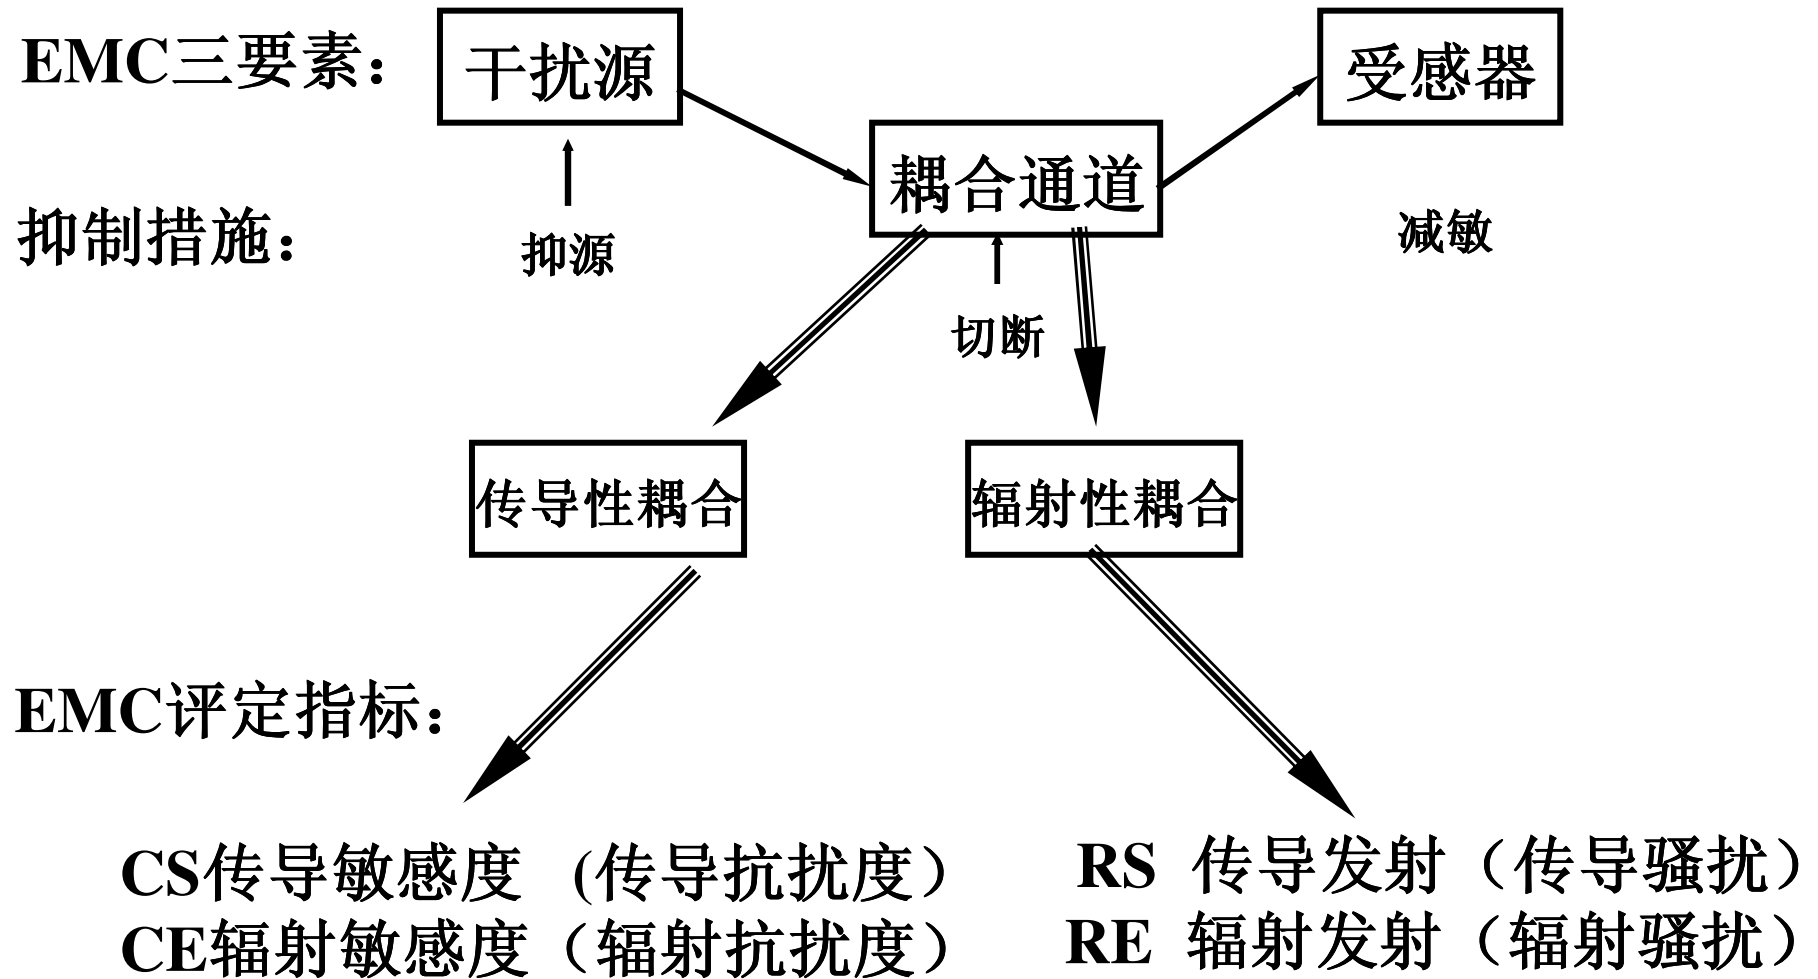 EMC三要素：
干扰源
受感器
耦合通道
抑制措施：
抑源
减敏
切断
传导性耦合
辐射性耦合
EMC评定指标：
CS传导敏感度 (传导抗扰度）
RS 传导发射（传导骚扰）
CE辐射敏感度（辐射抗扰度）
RE 辐射发射（辐射骚扰）